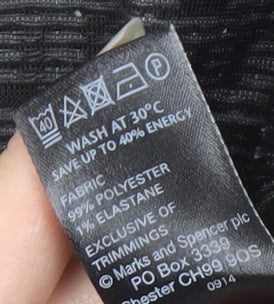 40
P
WASH AT 30°C
SAVE UP TO 40% ENERGY
FABRIC
99% POLYESTER
1% ELASTANE
EXCLUSIVE OF
TRIMMINGS
© Marks and Spencer plc
PO Box 3339
Chester CH99 9QS
0914